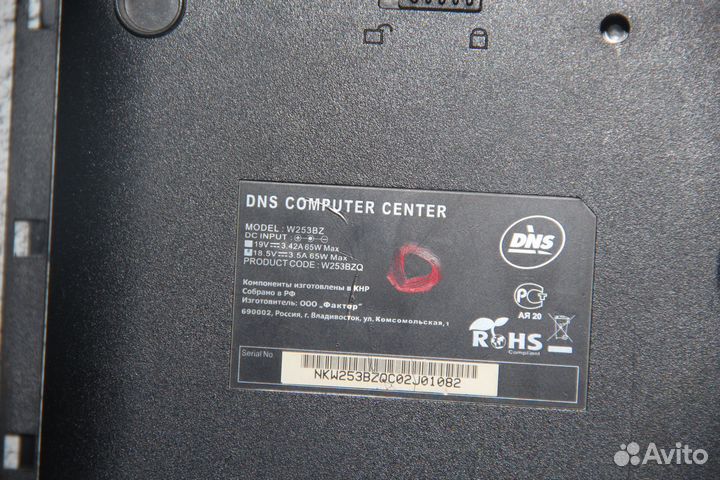 DNS COMPUTER CENTER
MODEL : W253BZ
DC INPUT :
19V 3.42A 65W Max
18.5V 3.5A 65W Max
PRODUCT CODE : W253BZQ
Компоненты изготовлены в КНР
Собрано в РФ
Изготовитель: ООО „Фактор"
690002, Россия, г. Владивосток, ул. Комсомольская,1
DNS
АЯ 20
RoHS
Compliant
Serial No
NKW253BZQC02J01082
Avito